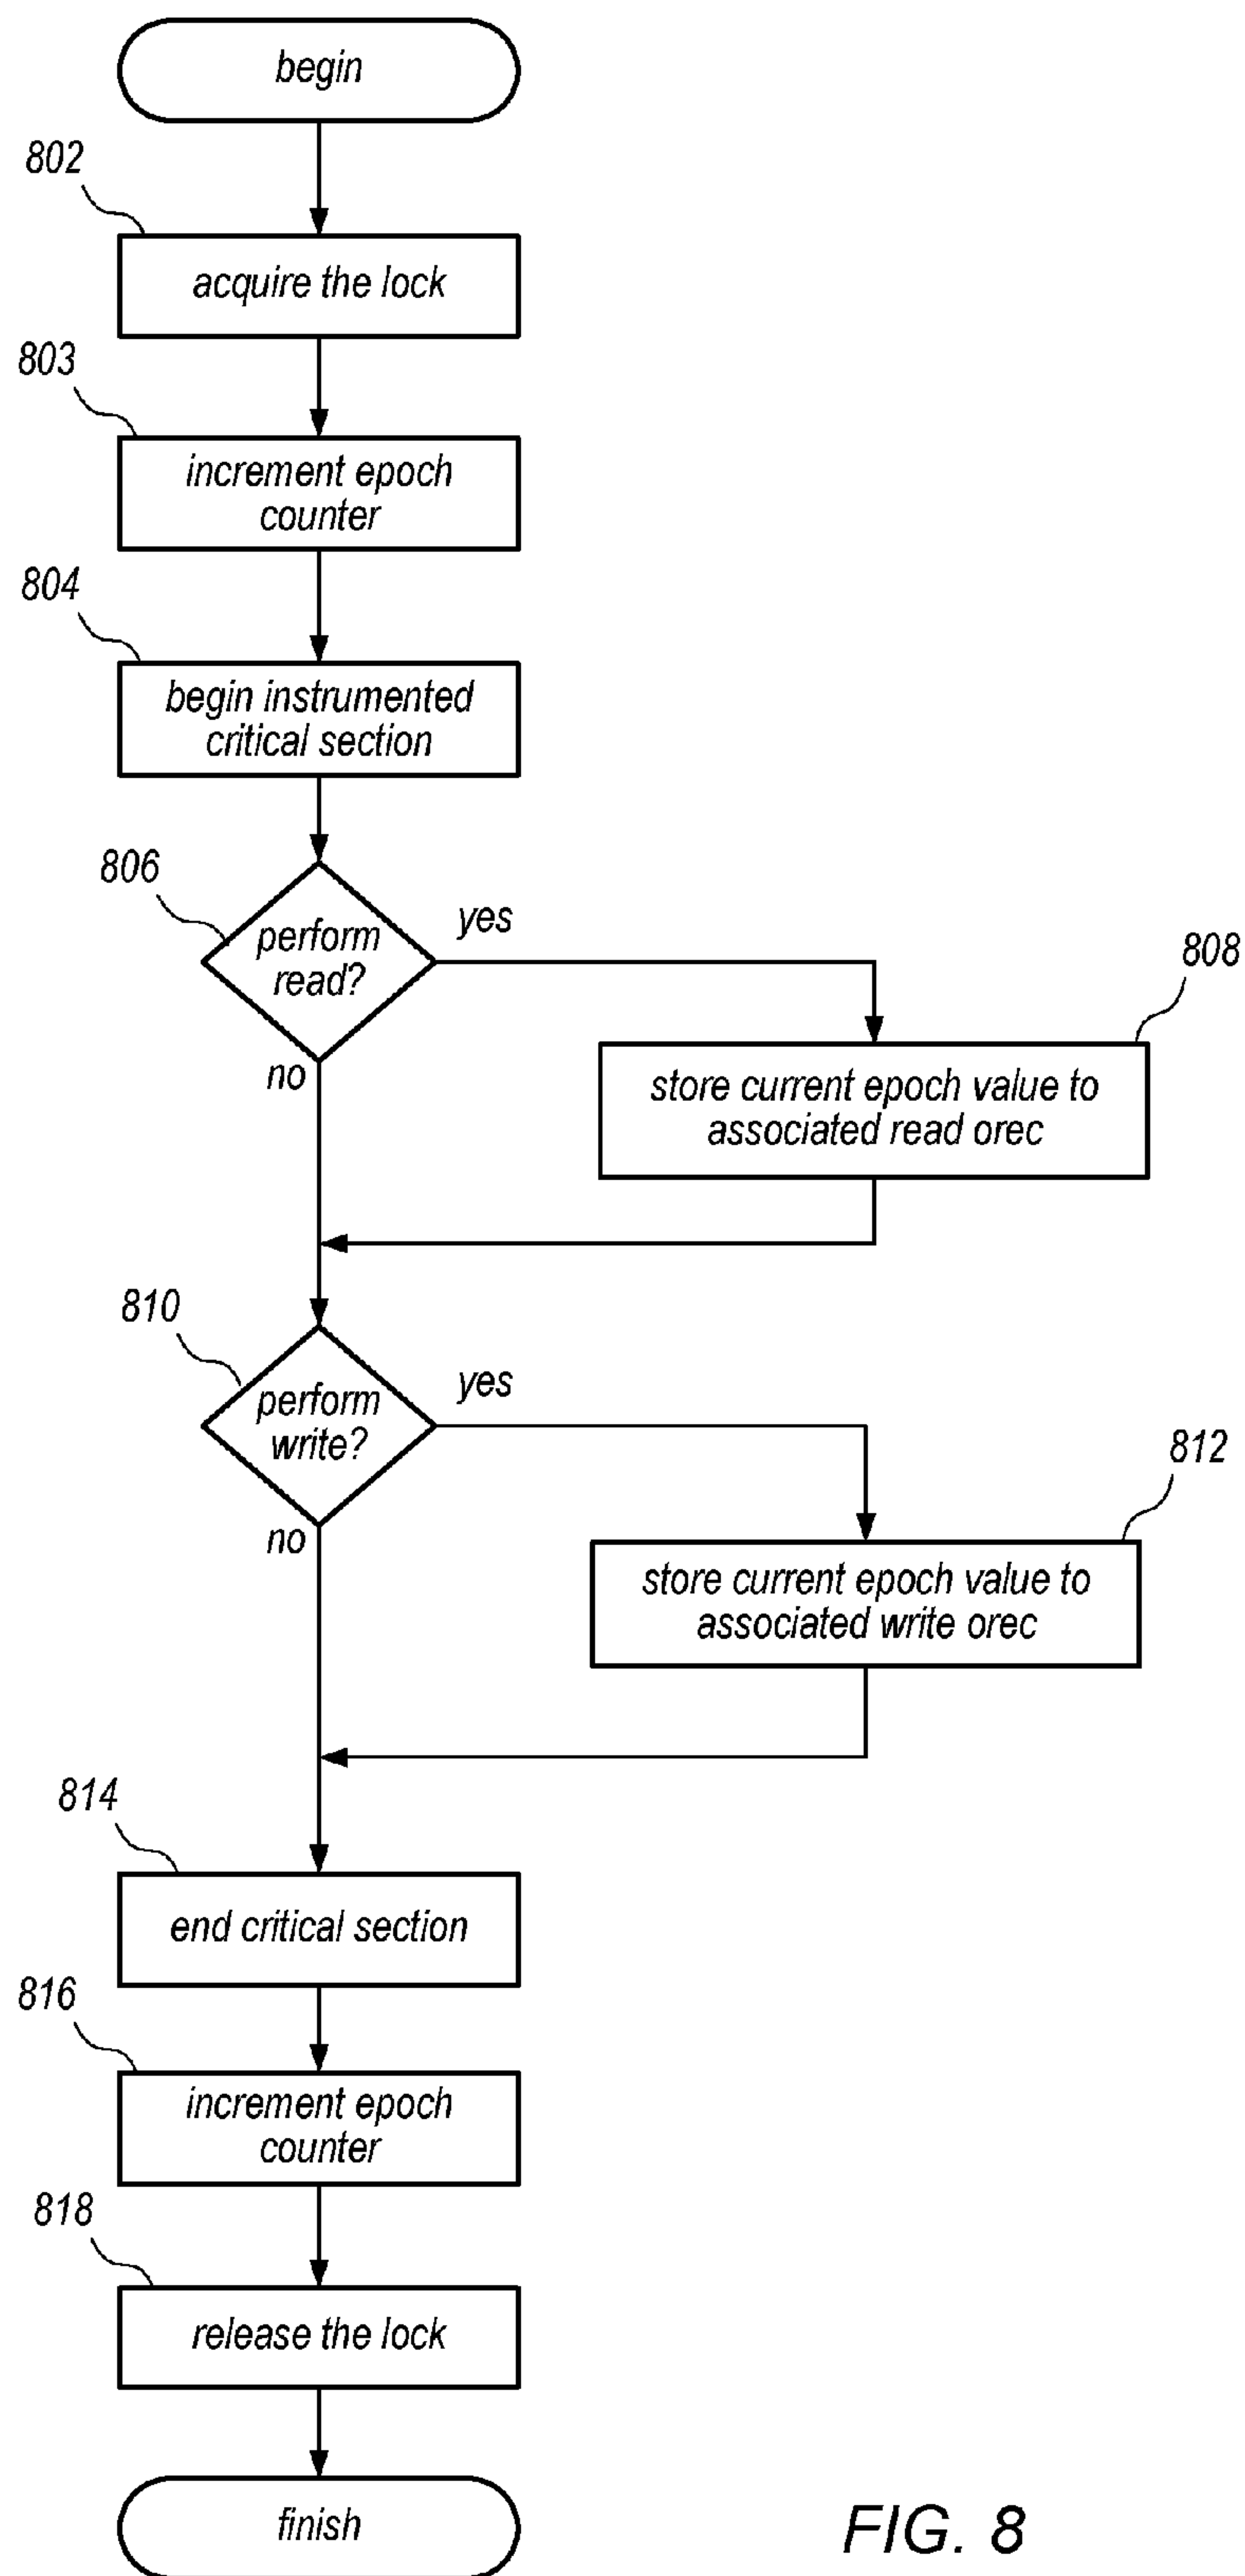 begin
802
acquire the lock
803
increment epoch
counter
804
begin instrumented
critical section
806
perform
read?
yes
no
808
store current epoch value to
associated read orec
810
perform
write?
yes
no
812
store current epoch value to
associated write orec
814
end critical section
816
increment epoch
counter
818
release the lock
finish
FIG. 8